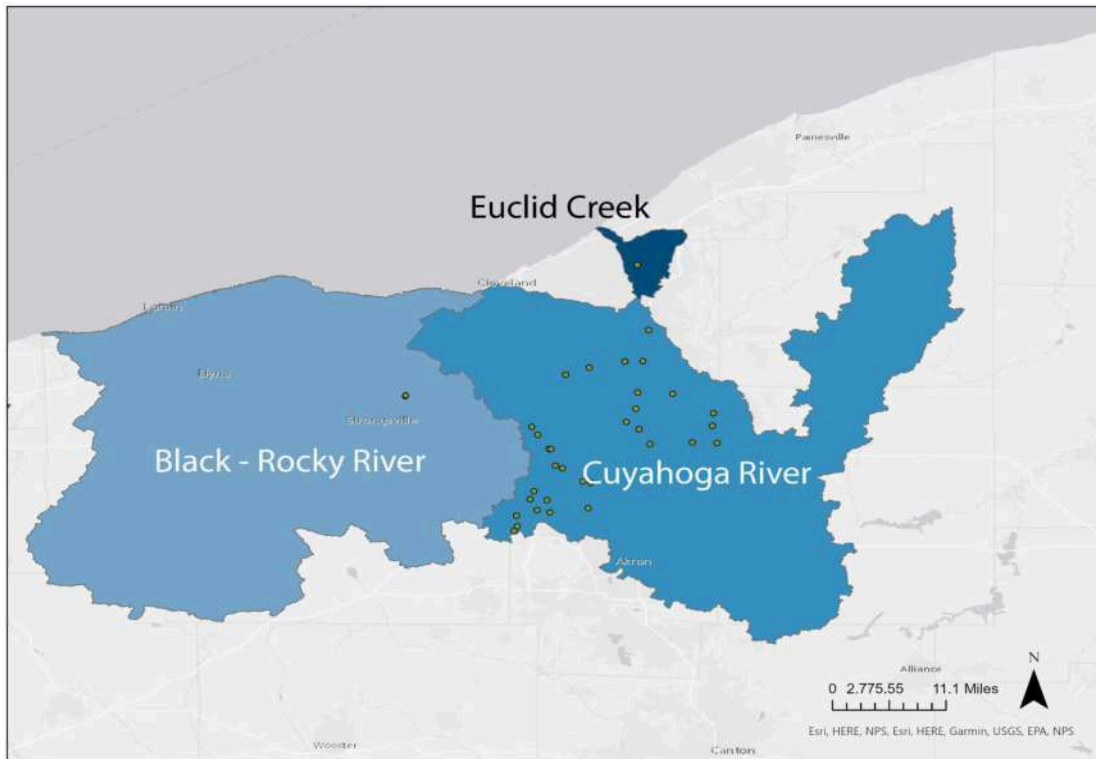 Painesville
Euclid Creek
Cleveland
Lorain
Elyria
Strongsville
Black - Rocky River
Cuyahoga River
Akron
Alliance
N
0 2.775.55 11.1 Miles
Esri, HERE, NPS, Esri, HERE, Garmin, USGS, EPA, NPS
Wooster
Canton